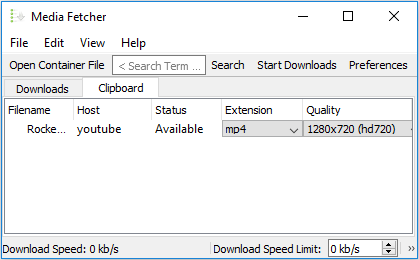 Media Fetcher
File Edit View Help
Open Container File < Search Term ... Search Start Downloads Preferences
Downloads Clipboard
Filename Host Status Extension Quality
Rocke... youtube Available mp4 1280x720 (hd720)
Download Speed: 0 kb/s Download Speed Limit: 0 kb/s »